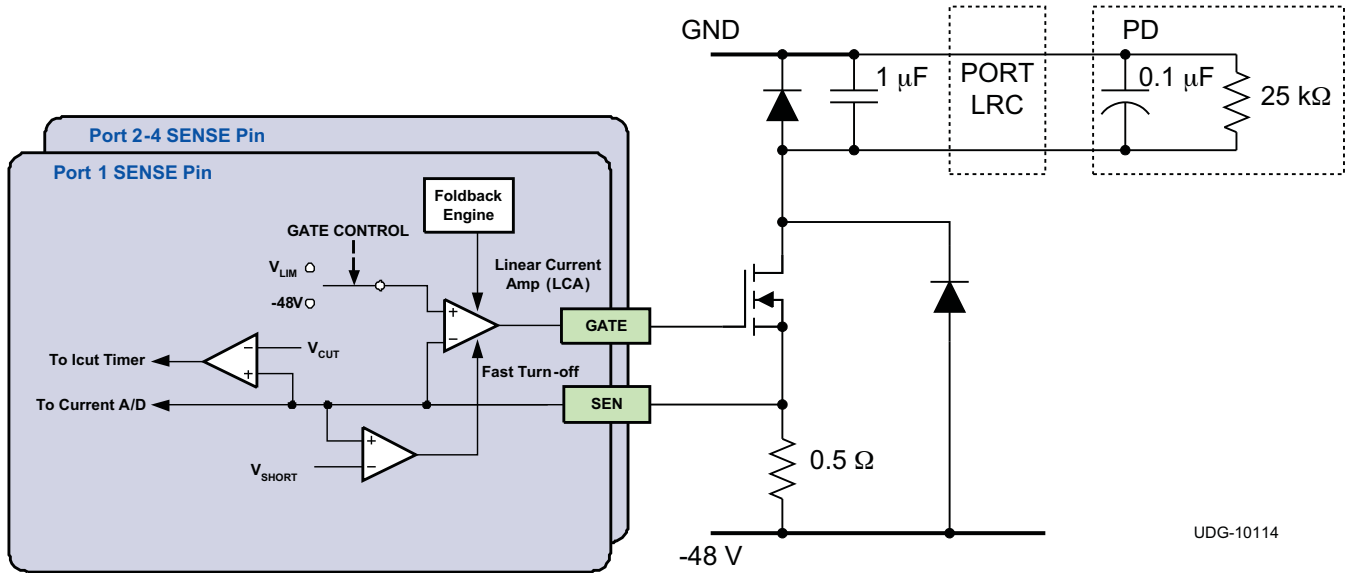 GND
PD
1 μF
PORT
LRC
0.1 μF
25 kΩ
Port 2-4 SENSE Pin
Port 1 SENSE Pin
Foldback
Engine
GATE CONTROL
VLIM
-48V
Linear Current
Amp (LCA)
+
−
GATE
To Icut Timer
−
+
VCUT
Fast Turn-off
To Current A/D
SEN
+
−
VSHORT
0.5 Ω
-48 V
UDG-10114